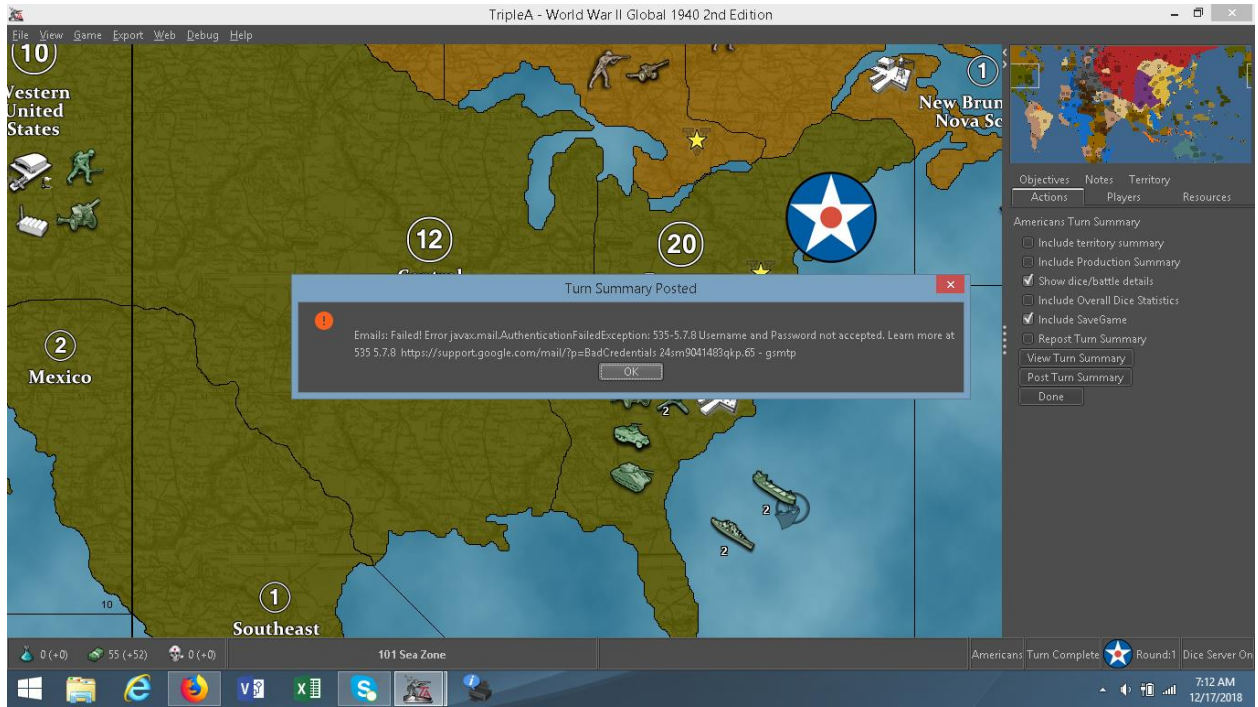 TripleA - World War II Global 1940 2nd Edition
File View Game Export Web Debug Help
10
Western
United
States
1
New Brun
Nova Sc
12
20
2
Mexico
2
2
2
10
1
Southeast
Turn Summary Posted
Emails: Failed! Error javax.mail.AuthenticationFailedException: 535-5.7.8 Username and Password not accepted. Learn more at
535 5.7.8 https://support.google.com/mail/?p=BadCredentials 24sm9041483qkp.65 - gsmtp
OK
Objectives Notes Territory
Actions Players Resources
Americans Turn Summary
Include territory summary
Include Production Summary
Show dice/battle details
Include Overall Dice Statistics
Include SaveGame
Repost Turn Summary
View Turn Summary
Post Turn Summary
Done
0 (+0) 55 (+52) 0 (+0) 101 Sea Zone Americans Turn Complete Round:1 Dice Server On
7:12 AM
12/17/2018